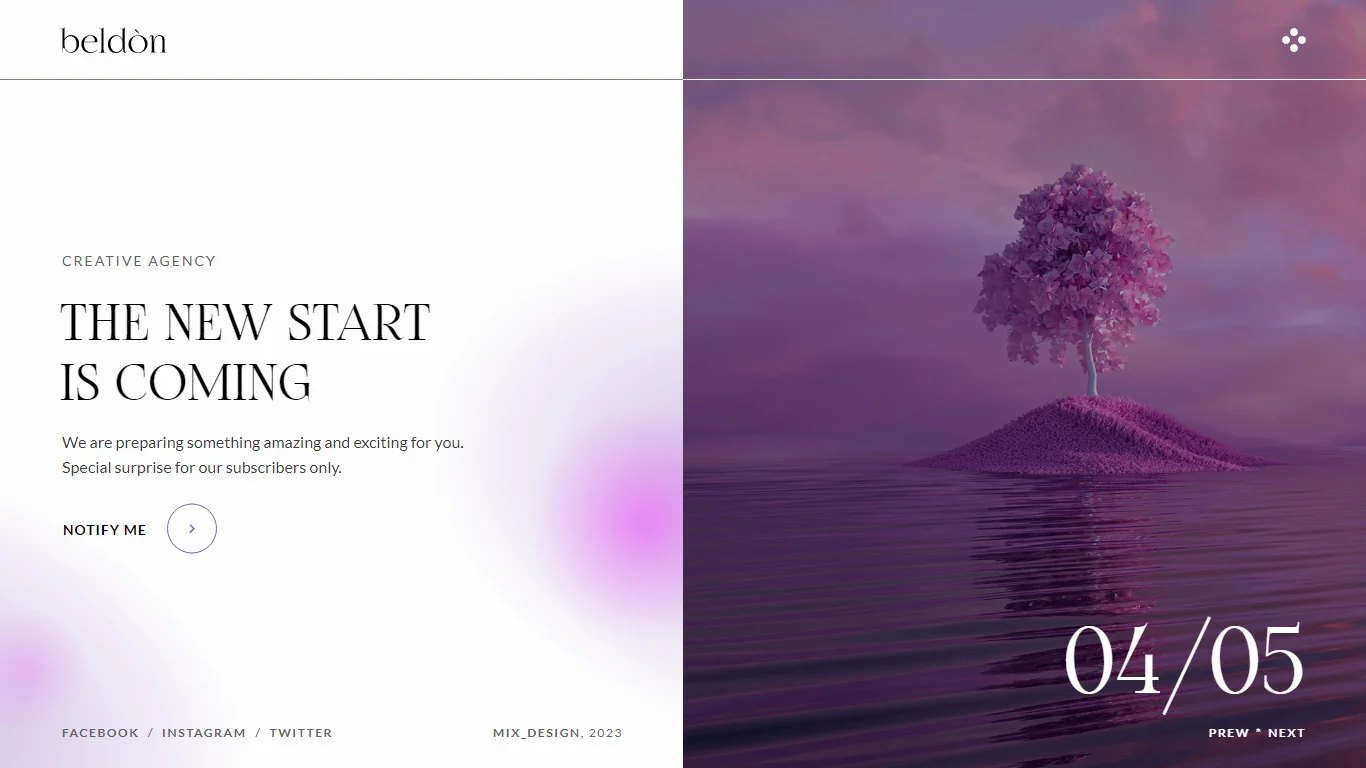 beldòn
CREATIVE AGENCY
THE NEW START
IS COMING
We are preparing something amazing and exciting for you.
Special surprise for our subscribers only.
NOTIFY ME
FACEBOOK / INSTAGRAM / TWITTER
MIX_DESIGN, 2023
04/05
PREW * NEXT